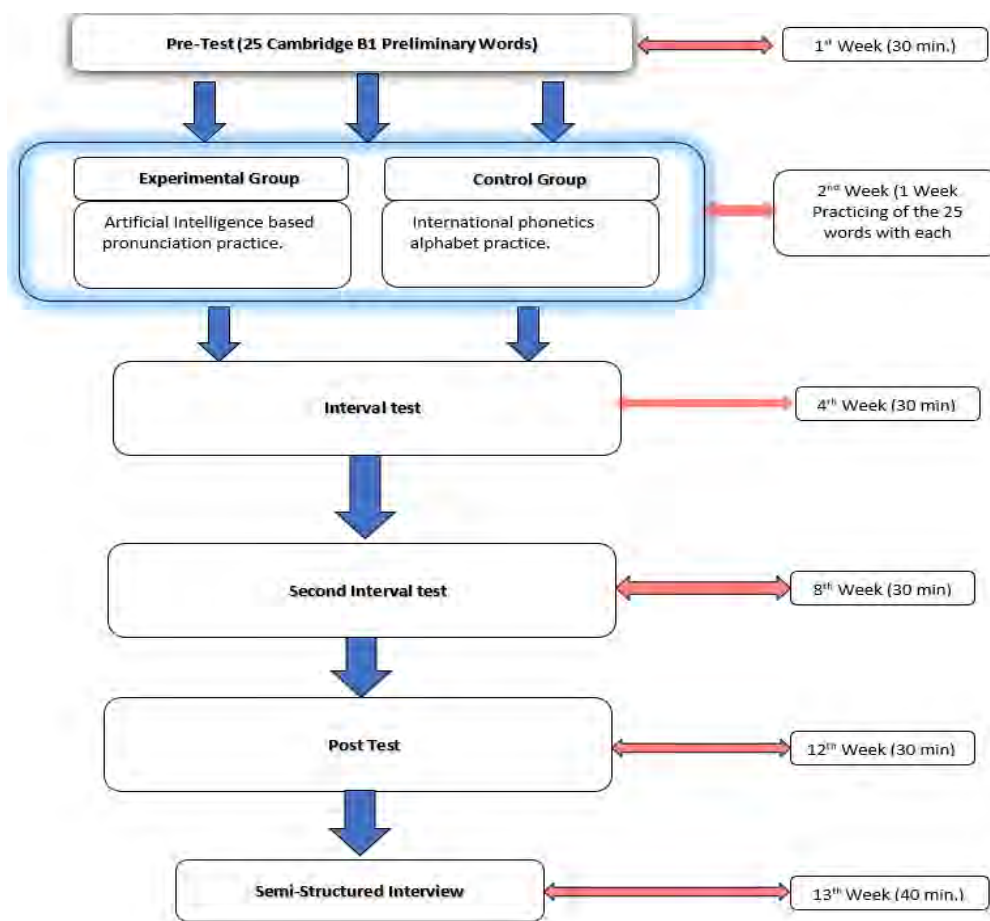 Pre-Test (25 Cambridge B1 Preliminary Words)
1st Week (30 min.)
Experimental Group
Artificial Intelligence based
pronunciation practice.
Control Group
International phonetics
alphabet practice.
2nd Week (1 Week
Practicing of the 25
words with each
Interval test
4th Week (30 min)
Second Interval test
8th Week (30 min)
Post Test
12th Week (30 min)
Semi-Structured Interview
13th Week (40 min.)